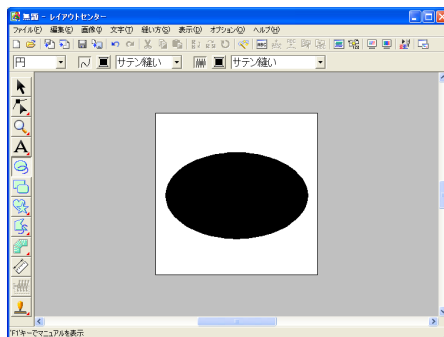 無題 - レイアウトセンター
ファイル(F) 編集(E) 画像(I) 文字(T) 縫い方(S) 表示(D) オプション(O) ヘルプ(H)
円 サテン縫い サテン縫い
'F1'キーでマニュアルを表示